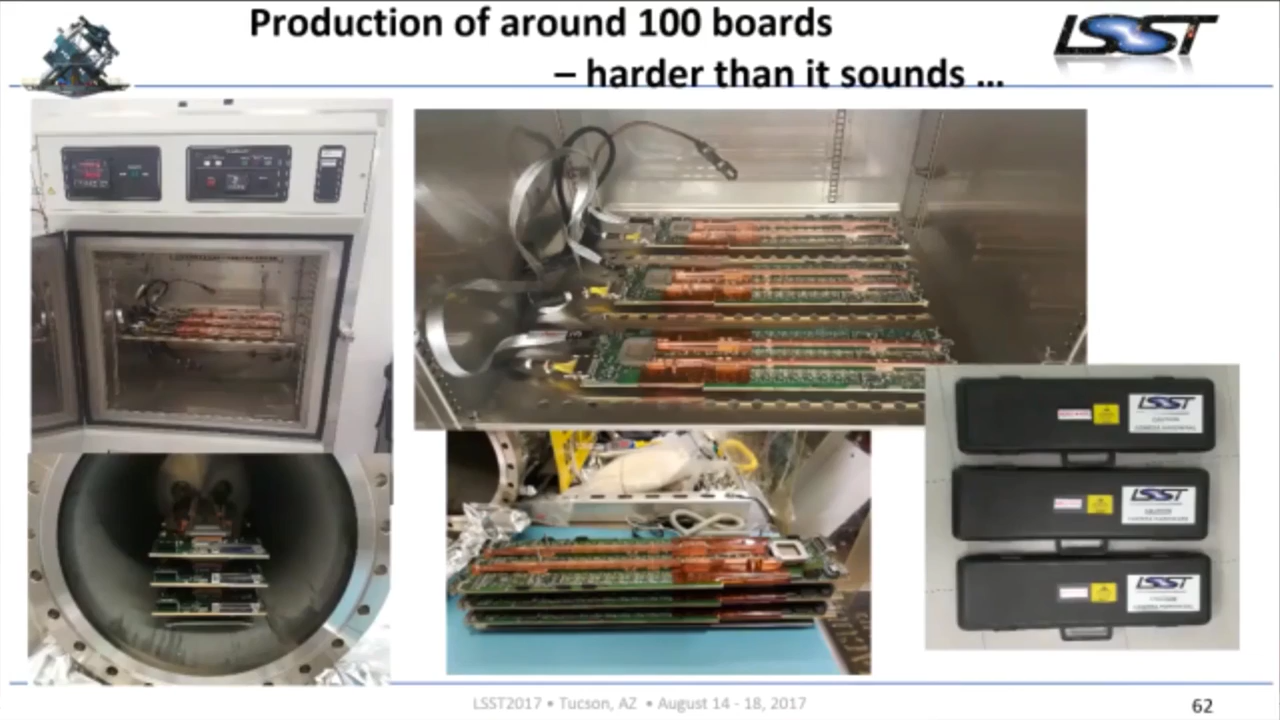 Production of around 100 boards
– harder than it sounds ...
LSST
LSST
LSST
LSST
LSST2017 • Tucson, AZ • August 14 - 18, 2017
62